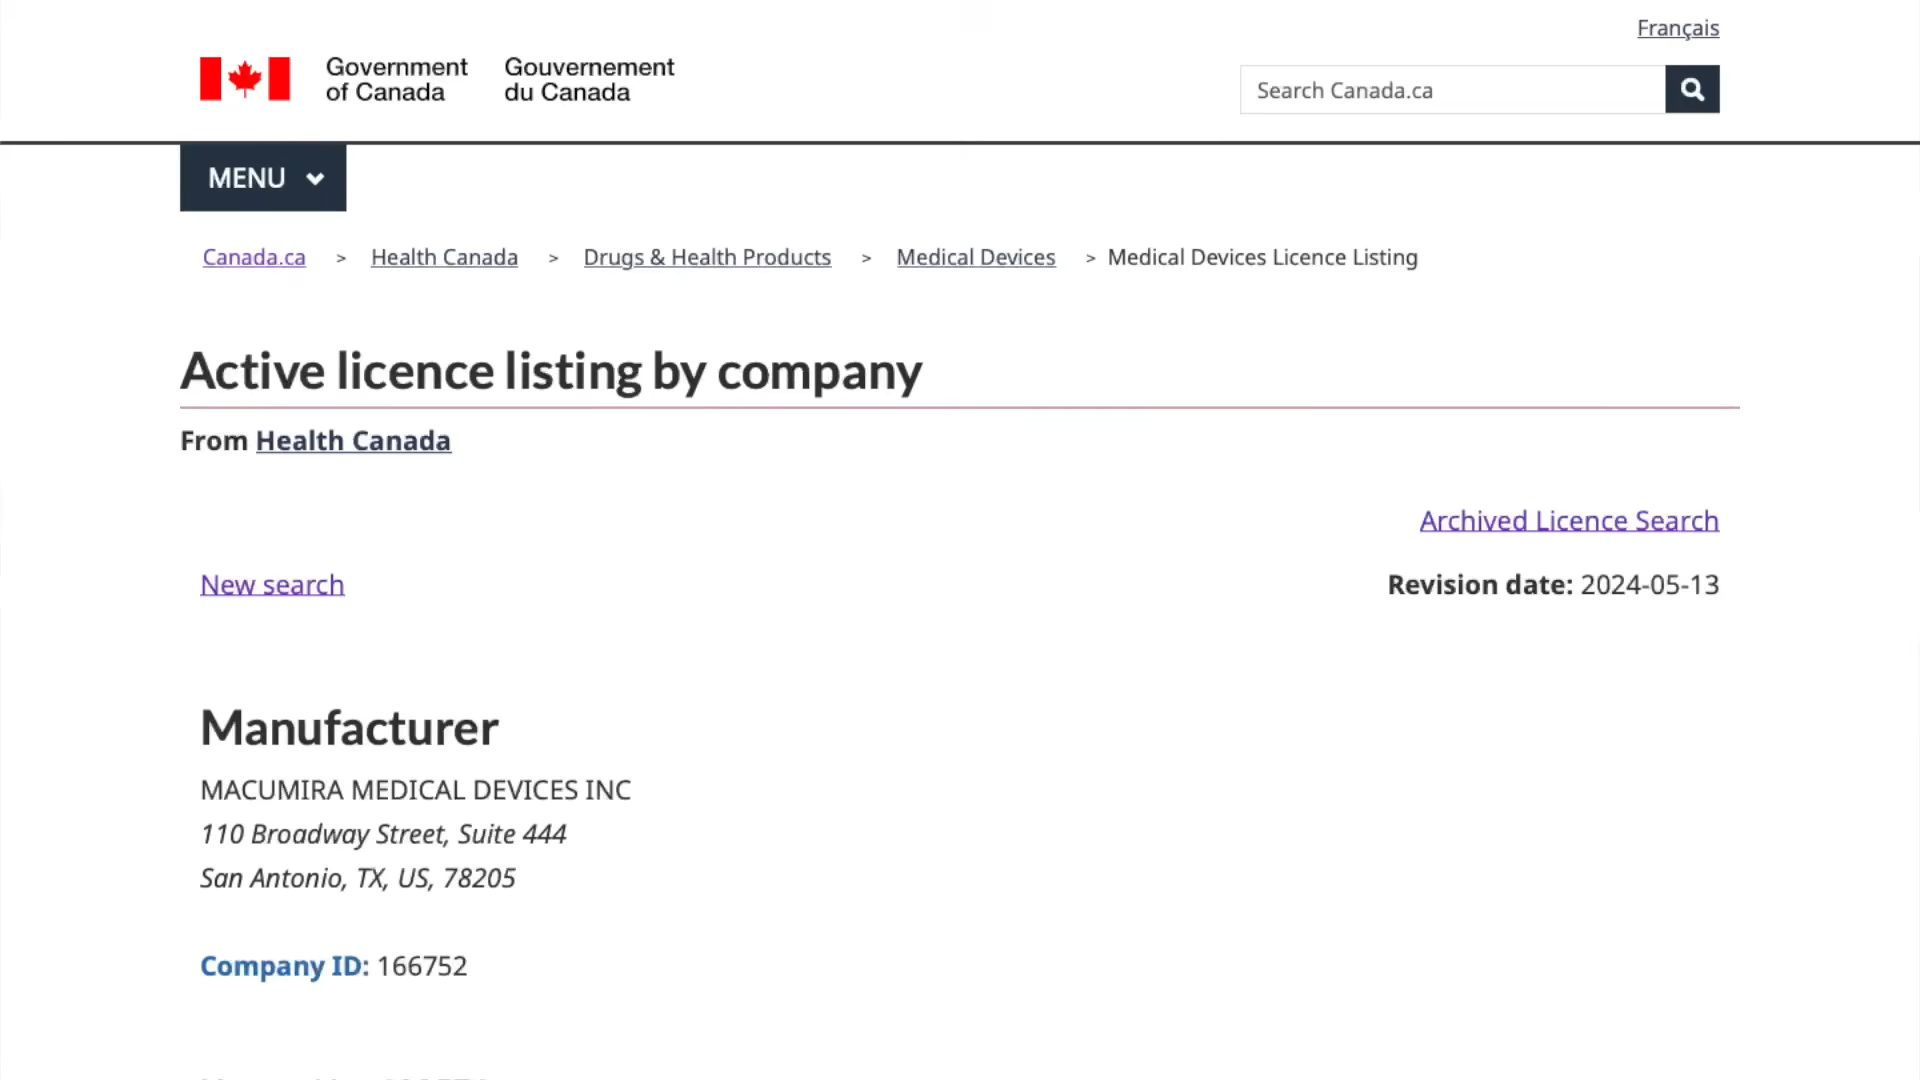 Français
Government of Canada
Gouvernement du Canada
Search Canada.ca
MENU
Canada.ca > Health Canada > Drugs & Health Products > Medical Devices > Medical Devices Licence Listing
Active licence listing by company
From Health Canada
Archived Licence Search
New search
Revision date: 2024-05-13
Manufacturer
MACUMIRA MEDICAL DEVICES INC
110 Broadway Street, Suite 444
San Antonio, TX, US, 78205
Company ID: 166752